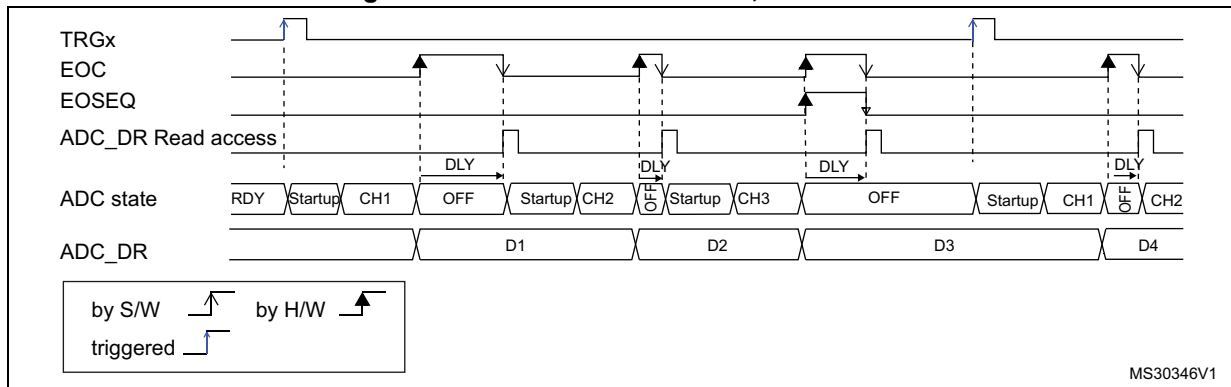 TRGx
EOC
EOSEQ
ADC_DR Read access
DLY DLY DLY DLY
ADC state RDY Startup CH1 OFF Startup CH2 OFF Startup CH3 OFF Startup CH1 OFF CH2
ADC_DR D1 D2 D3 D4
by S/W by H/W
triggered
MS30346V1